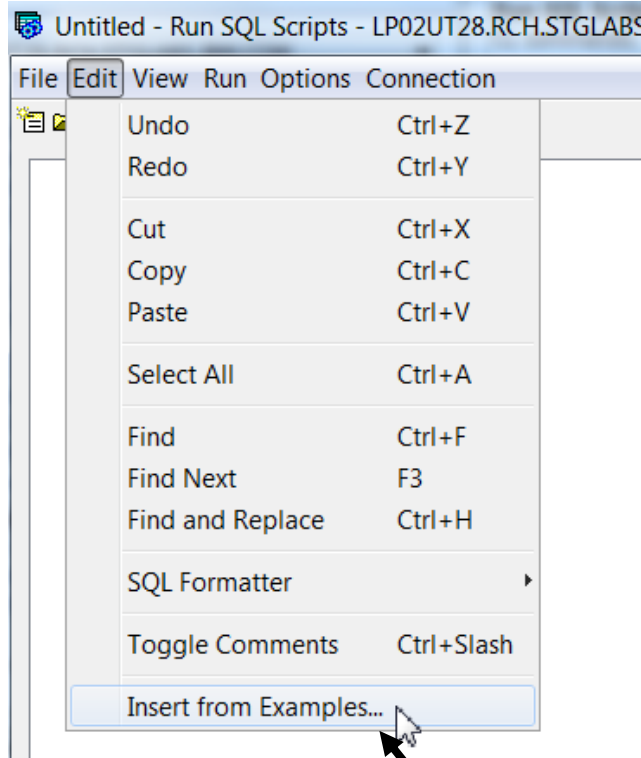 Untitled - Run SQL Scripts - LP02UT28.RCH.STGLABS
File Edit View Run Options Connection
Undo Ctrl+Z
Redo Ctrl+Y
Cut Ctrl+X
Copy Ctrl+C
Paste Ctrl+V
Select All Ctrl+A
Find Ctrl+F
Find Next F3
Find and Replace Ctrl+H
SQL Formatter
Toggle Comments Ctrl+Slash
Insert from Examples...